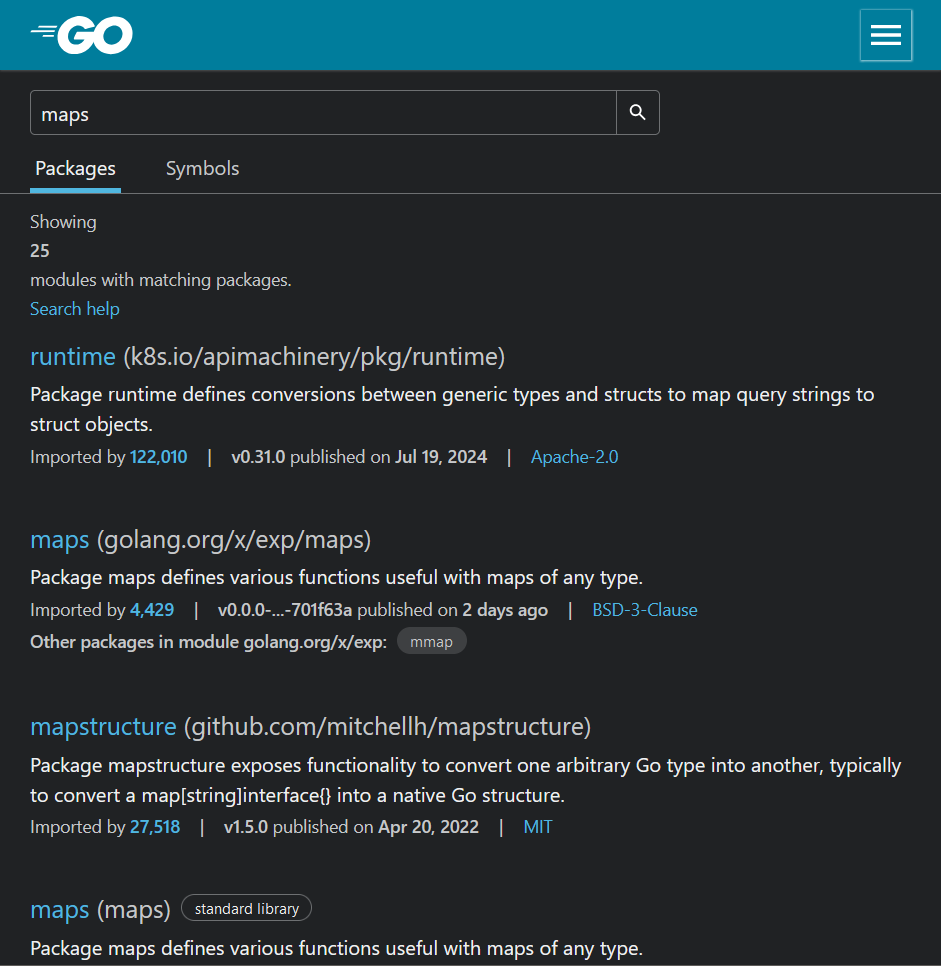 GO
maps
Packages Symbols
Showing
25
modules with matching packages.
Search help
runtime (k8s.io/apimachinery/pkg/runtime)
Package runtime defines conversions between generic types and structs to map query strings to
struct objects.
Imported by 122,010 | v0.31.0 published on Jul 19, 2024 | Apache-2.0
maps (golang.org/x/exp/maps)
Package maps defines various functions useful with maps of any type.
Imported by 4,429 | v0.0.0-...-701f63a published on 2 days ago | BSD-3-Clause
Other packages in module golang.org/x/exp: mmap
mapstructure (github.com/mitchellh/mapstructure)
Package mapstructure exposes functionality to convert one arbitrary Go type into another, typically
to convert a map[string]interface{} into a native Go structure.
Imported by 27,518 | v1.5.0 published on Apr 20, 2022 | MIT
maps (maps) standard library
Package maps defines various functions useful with maps of any type.